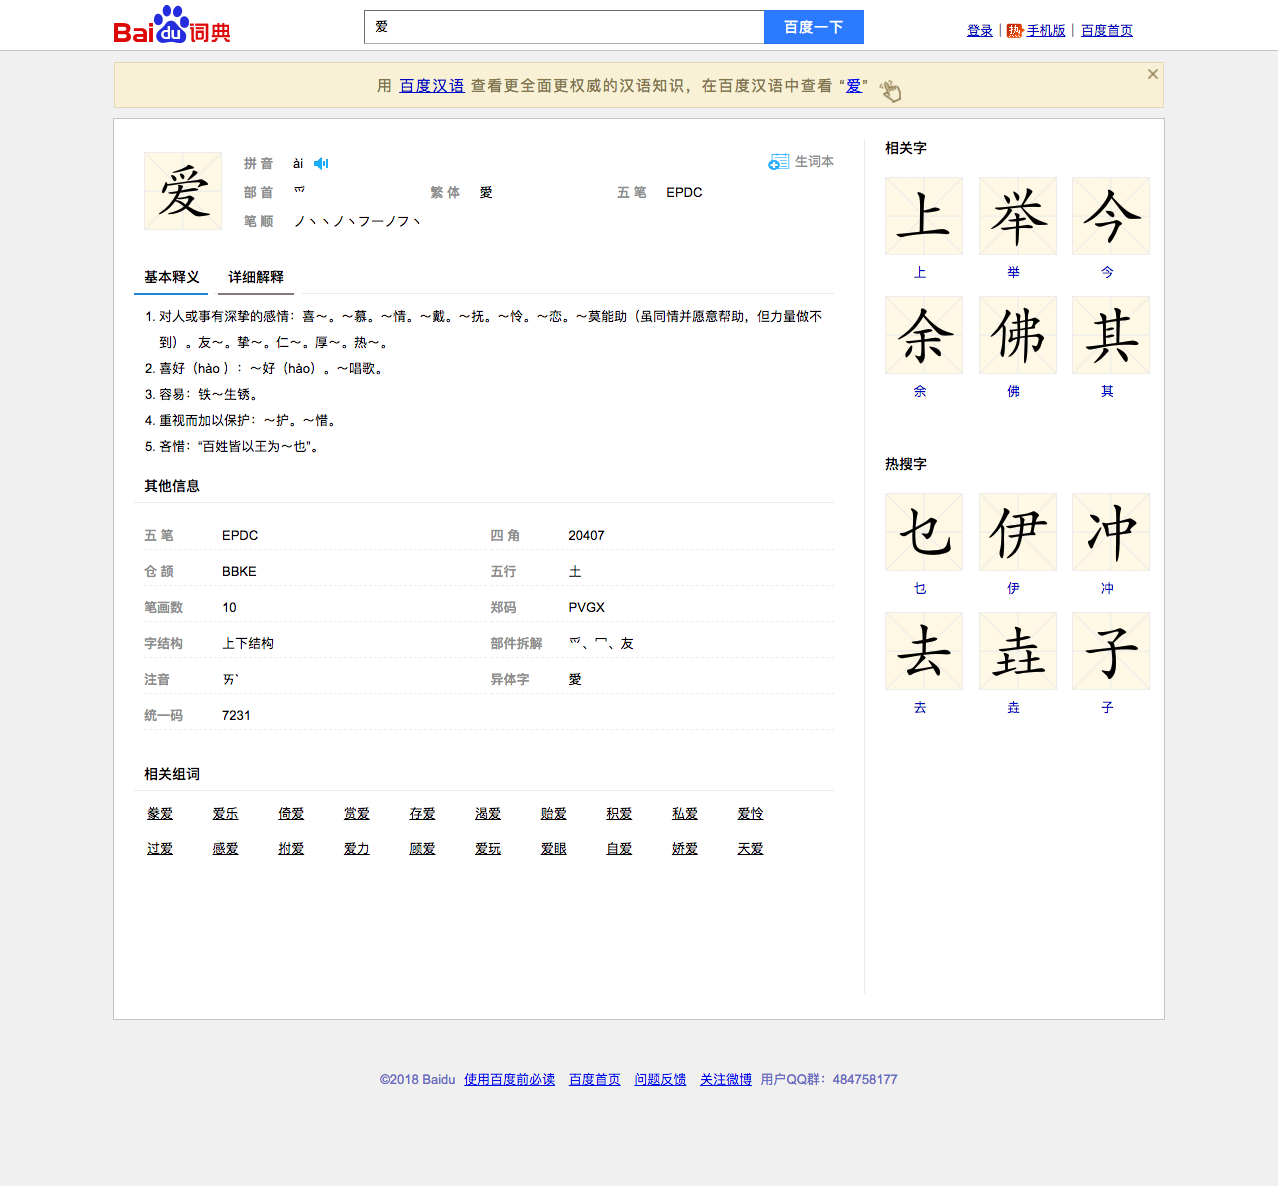 Bai du 词典
爱
百度一下
登录 | 热 手机版 | 百度首页
用 百度汉语 查看更全面更权威的汉语知识，在百度汉语中查看 “爱”
爱
拼 音 ài
生词本
部 首 爫 繁 体 愛 五 笔 EPDC
笔 顺 ノ丶丶ノ丶フ一ノフ丶
基本释义 详细解释
1. 对人或事有深挚的感情：喜～。～慕。～情。～戴。～抚。～怜。～恋。～莫能助（虽同情并愿意帮助，但力量做不
到）。友～。挚～。仁～。厚～。热～。
2. 喜好（hào ）：～好（hào）。～唱歌。
3. 容易：铁～生锈。
4. 重视而加以保护：～护。～惜。
5. 吝惜：“百姓皆以王为～也”。
其他信息
五 笔 EPDC 四 角 20407
仓 颉 BBKE 五行 土
笔画数 10 郑码 PVGX
字结构 上下结构 部件拆解 爫、冖、友
注音 ㄞˋ 异体字 愛
统一码 7231
相关组词
豢爱 爱乐 倚爱 赏爱 存爱 渴爱 贻爱 积爱 私爱 爱怜
过爱 感爱 拊爱 爱力 顾爱 爱玩 爱眼 自爱 娇爱 天爱
相关字
上 举 今
上 举 今
余 佛 其
余 佛 其
热搜字
乜 伊 冲
乜 伊 冲
去 垚 子
去 垚 子
©2018 Baidu 使用百度前必读 百度首页 问题反馈 关注微博 用户QQ群：484758177